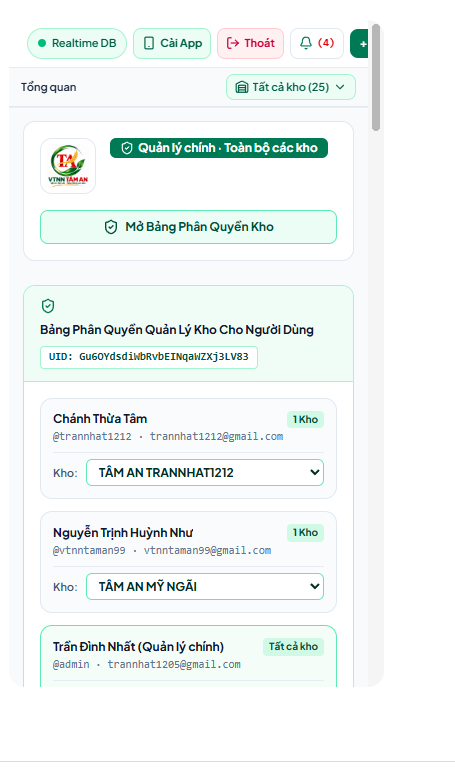 Realtime DB
Cài App
Thoát
(4)
+
Tổng quan
Tất cả kho (25)
TA
VTNN TÂM AN
Quản lý chính · Toàn bộ các kho
Mở Bảng Phân Quyền Kho
Bảng Phân Quyền Quản Lý Kho Cho Người Dùng
UID: Gu6OYdsdiWbRvbEINqaWZXj3LV83
Chánh Thừa Tâm
1 Kho
@trannhat1212 · trannhat1212@gmail.com
Kho: TÂM AN TRANNHAT1212
Nguyễn Trịnh Huỳnh Như
1 Kho
@vtnntaman99 · vtnntaman99@gmail.com
Kho: TÂM AN MỸ NGÃI
Trần Đình Nhất (Quản lý chính)
Tất cả kho
@admin · trannhat1205@gmail.com